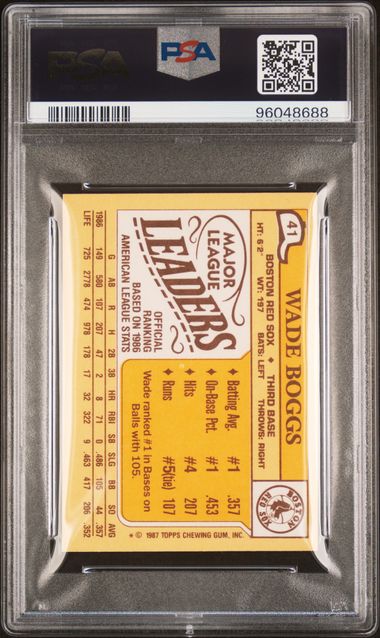 PSA
PSA
96048688
41
WADE BOGGS
BOSTON RED SOX ♦ THIRD BASE
HT: 6'2" WT: 197 BATS: LEFT THROWS: RIGHT
BOSTON
RED SOX
MAJOR
LEAGUE
LEADERS
OFFICIAL
RANKING
BASED ON 1986
AMERICAN LEAGUE STATS
♦ Batting Avg. #1 .357
♦ On-Base Pct. #1 .453
♦ Hits #4 207
♦ Runs #5(tie) 107
Wade ranked #1 in Bases on
Balls with 105.
G AB R H 2B 3B HR RBI SB SLG BB SO AVG
1986 149 580 107 207 47 2 8 71 0 .486 105 44 .357
LIFE 725 2778 474 978 178 17 32 322 9 .463 417 206 .352
* © 1987 TOPPS CHEWING GUM, INC.